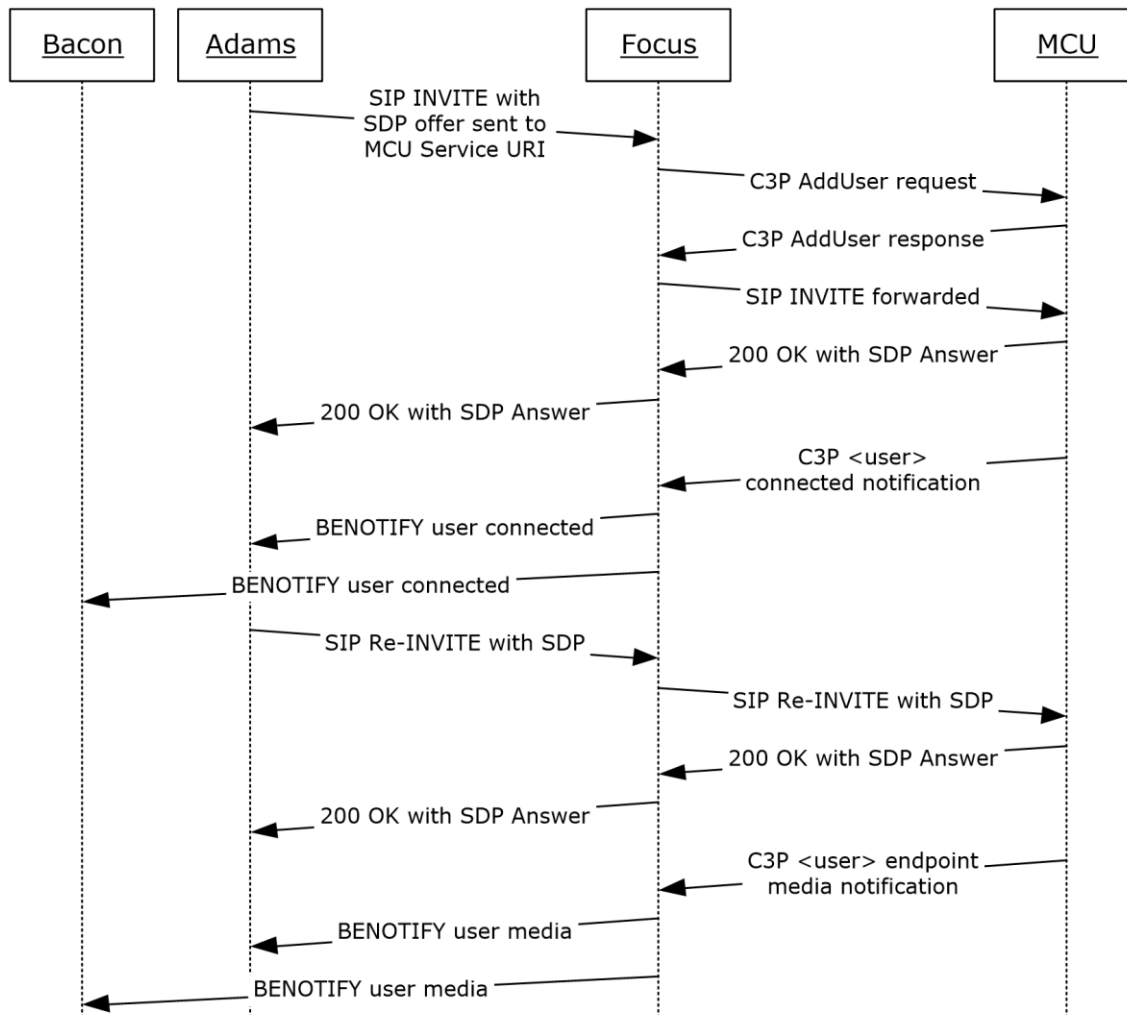 Bacon
Adams
Focus
MCU
SIP INVITE with
SDP offer sent to
MCU Service URI
C3P AddUser request
C3P AddUser response
SIP INVITE forwarded
200 OK with SDP Answer
200 OK with SDP Answer
C3P <user>
connected notification
BENOTIFY user connected
BENOTIFY user connected
SIP Re-INVITE with SDP
SIP Re-INVITE with SDP
200 OK with SDP Answer
200 OK with SDP Answer
C3P <user> endpoint
media notification
BENOTIFY user media
BENOTIFY user media